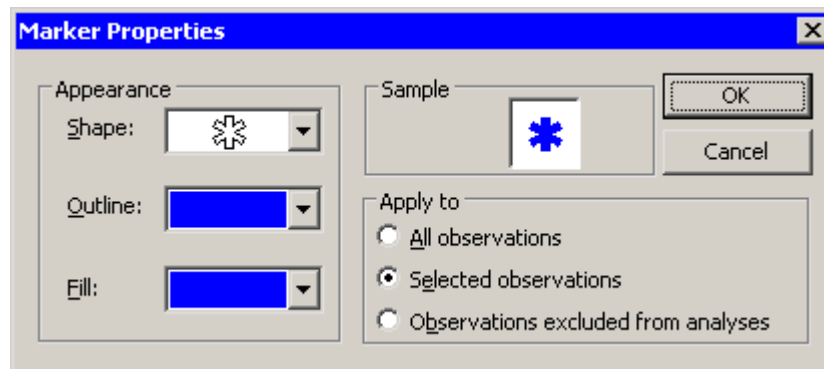 Marker Properties
Appearance
Shape:
Outline:
Fill:
Sample
OK
Cancel
Apply to
All observations
Selected observations
Observations excluded from analyses